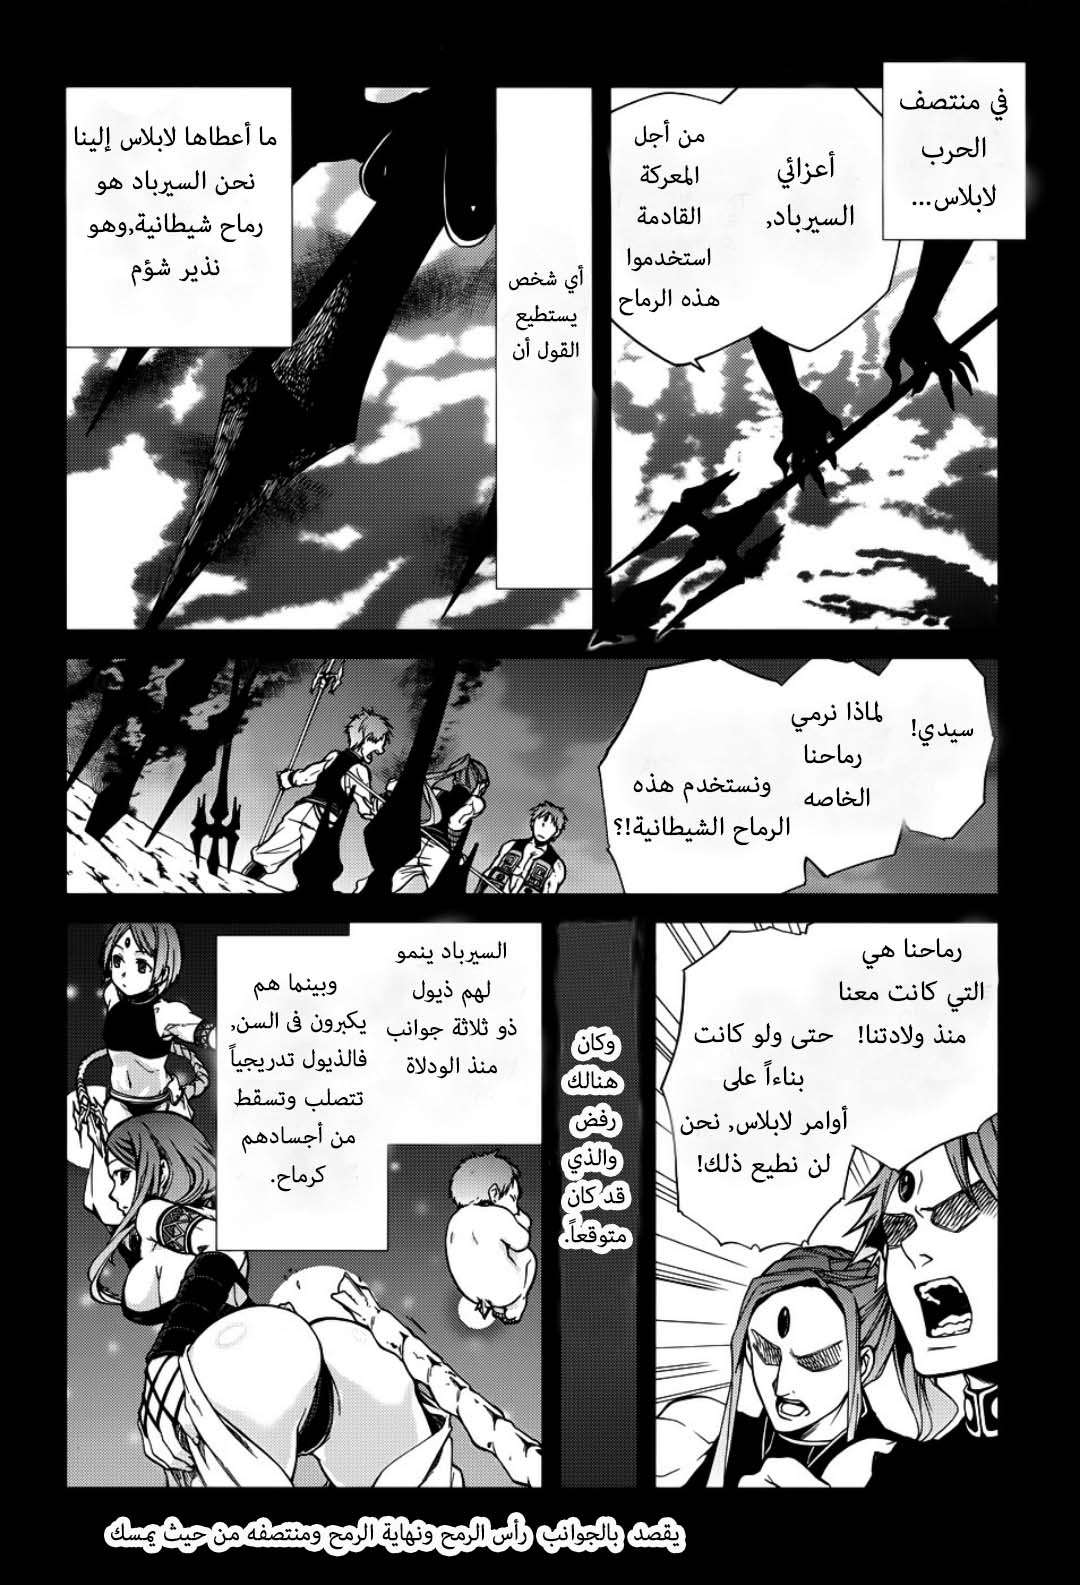 في منتصف
الحرب
لابلاس...
أعزائي
السيرباد,
من أجل
المعركة
القادمة
استخدموا
هذه الرماح
أي شخص
يستطيع
القول أن
ما أعطاها لابلاس إلينا
نحن السيرباد هو
رماح شيطانية,وهو
نذير شؤم
سيدي!
لماذا نرمي
رماحنا
الخاصه
ونستخدم هذه
الرماح الشيطانية!؟
رماحنا هي
التي كانت معنا
منذ ولادتنا!
حتى ولو كانت
بناءاً على
أوامر لابلاس, نحن
لن نطيع ذلك!
وكان
هنالك
رفض
والذي
قد كان
متوقعاً.
السيرباد ينمو
لهم ذيول
ذو ثلاثة جوانب
منذ الودلاة
وبينما هم
يكبرون فى السن,
فالذيول تدريجياً
تتصلب وتسقط
من أجسادهم
كرماح.
يقصد بالجوانب رأس الرمح ونهاية الرمح ومنتصفه من حيث يمسك